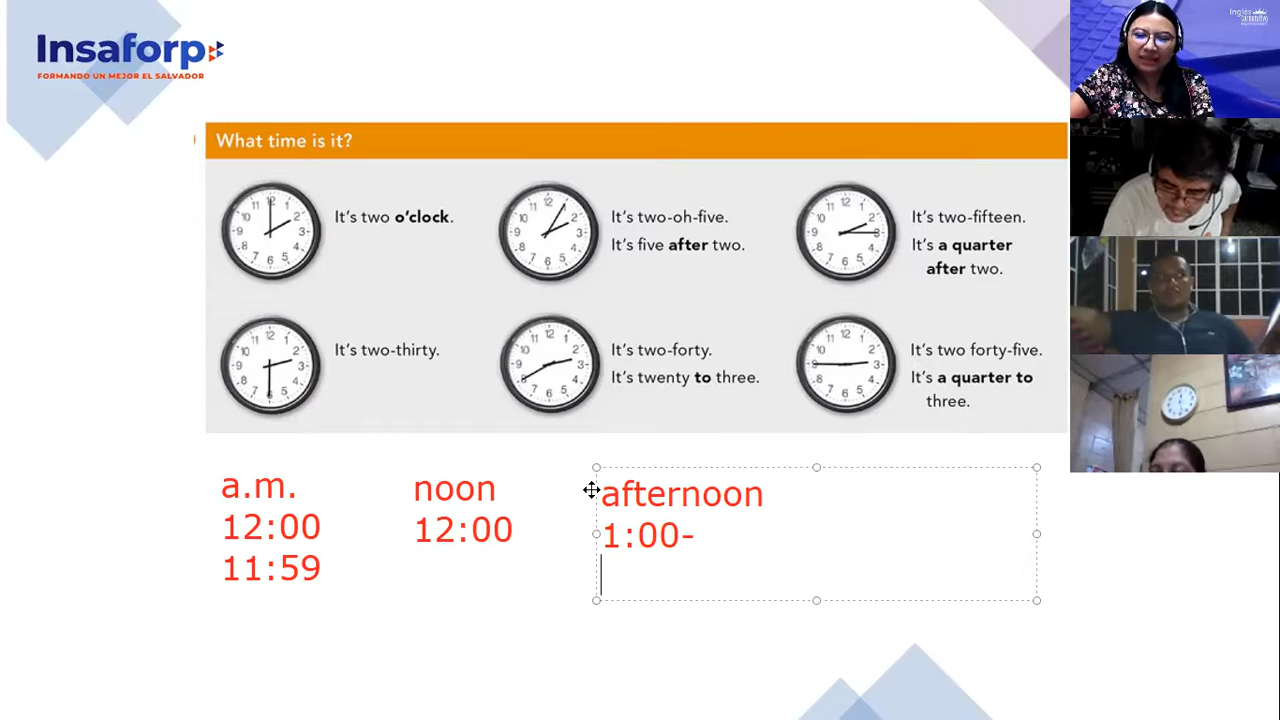 Insaforp
FORMANDO UN MEJOR EL SALVADOR
What time is it?
It's two o'clock.
It's two-oh-five.
It's five after two.
It's two-fifteen.
It's a quarter
after two.
It's two-thirty.
It's two-forty.
It's twenty to three.
It's two forty-five.
It's a quarter to
three.
a.m.
12:00
11:59
noon
12:00
afternoon
1:00-